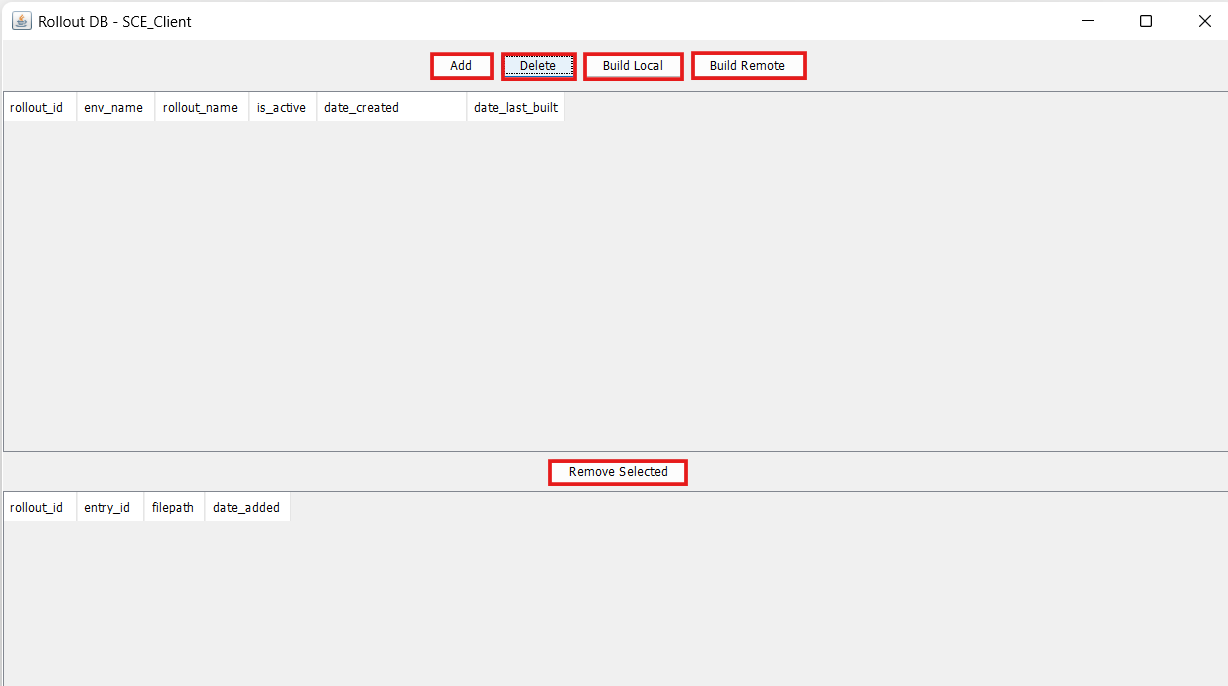 Rollout DB - SCE_Client
Add Delete Build Local Build Remote
rollout_id env_name rollout_name is_active date_created date_last_built
Remove Selected
rollout_id entry_id filepath date_added